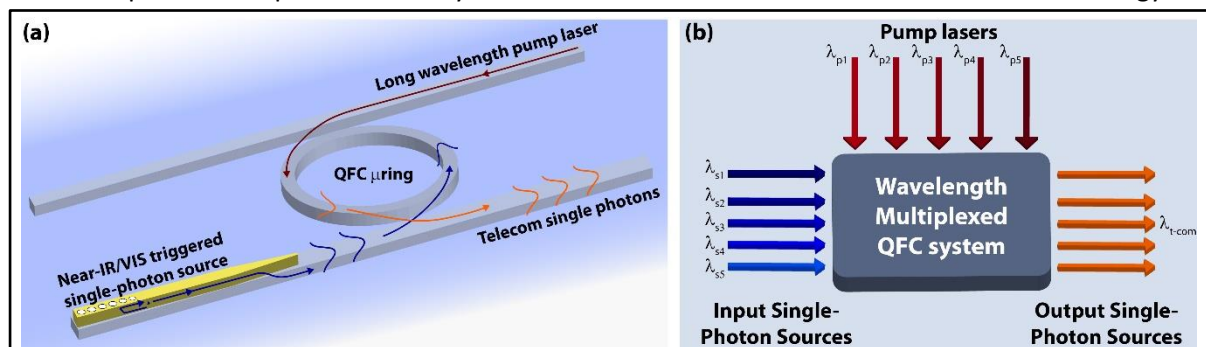 (a)
Long wavelength pump laser
QFC μring
Telecom single photons
Near-IR/VIS triggered
single-photon source
(b)
Pump lasers
λp1 λp2 λp3 λp4 λp5
λs1
λs2
λs3
λs4
λs5
Wavelength
Multiplexed
QFC system
λt-com
Input Single-
Photon Sources
Output Single-
Photon Sources